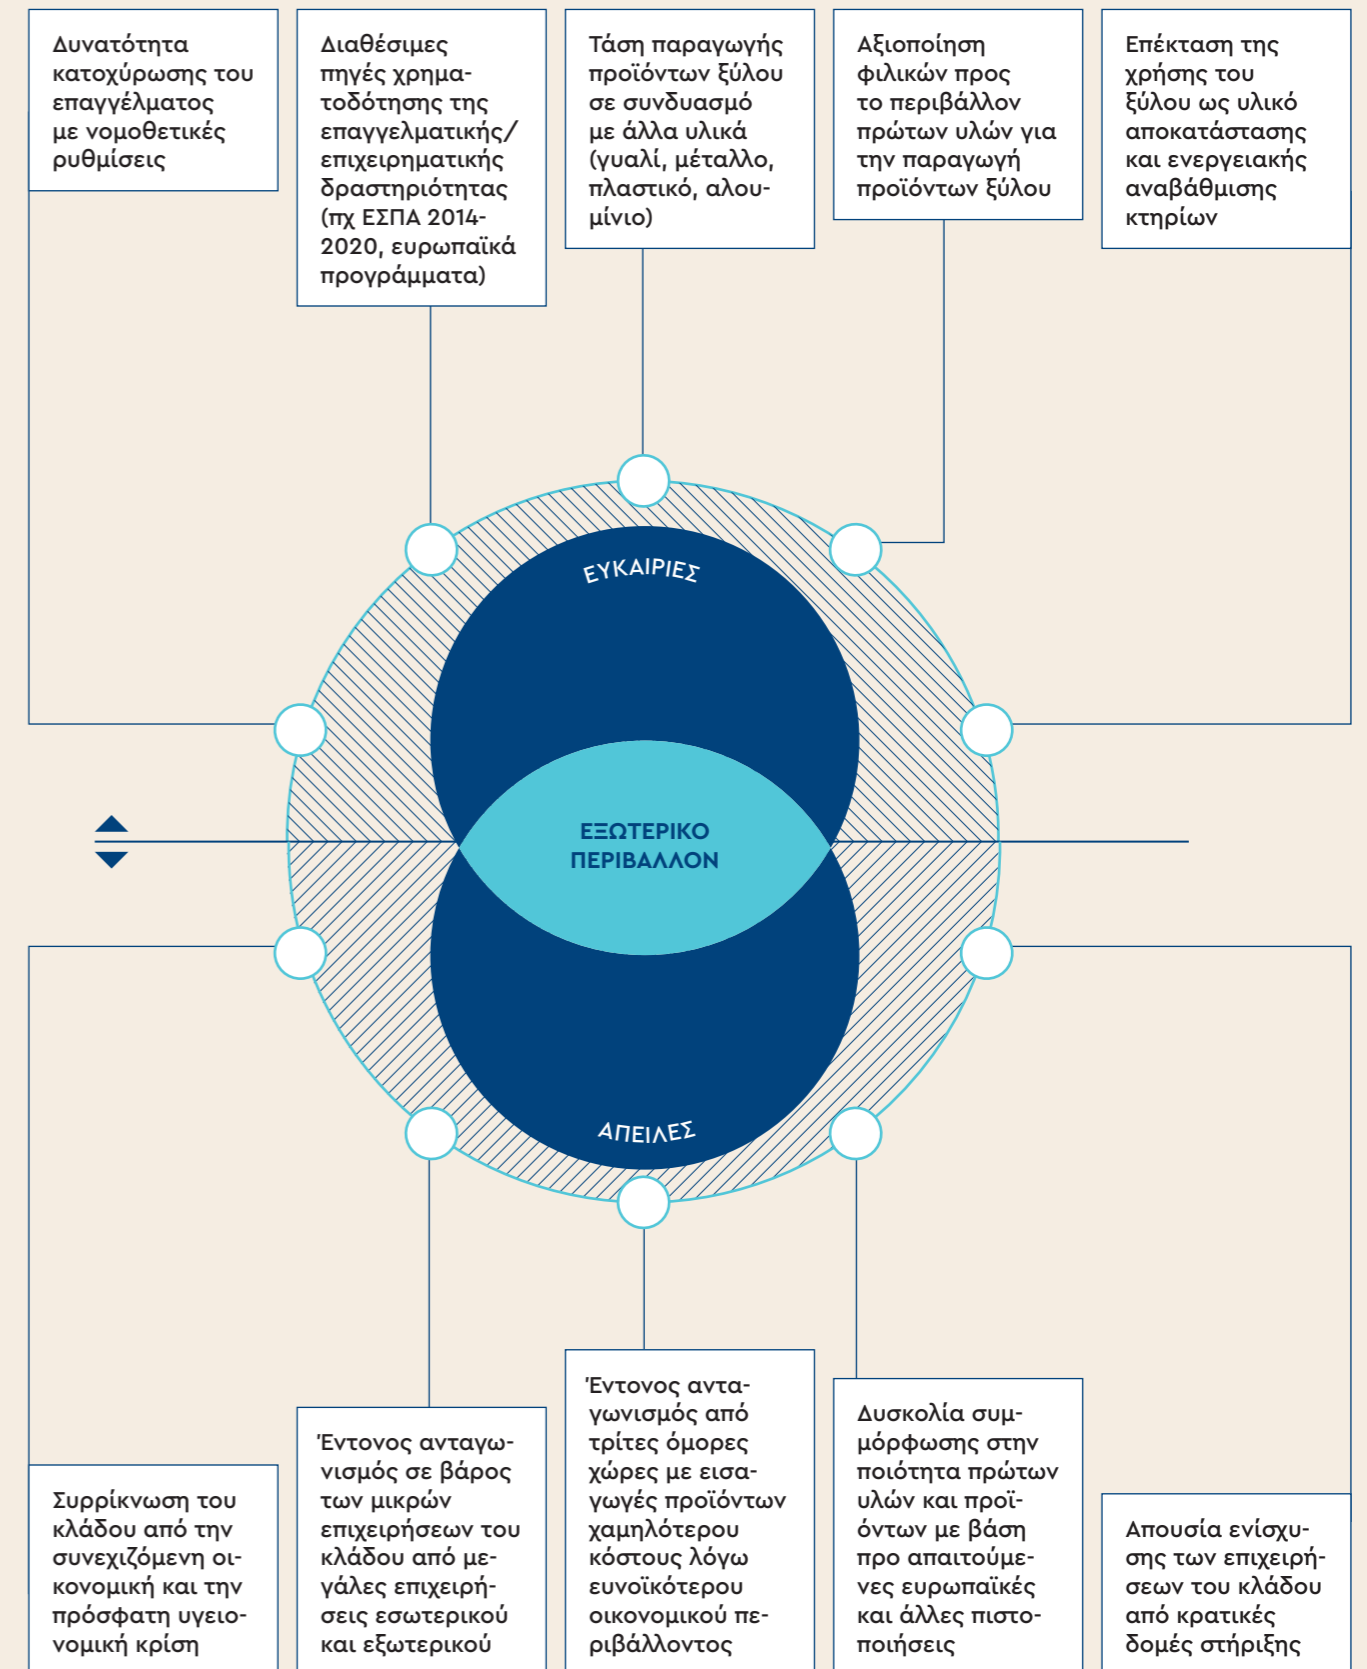 Δυνατότητα
κατοχύρωσης του
επαγγέλματος
με νομοθετικές
ρυθμίσεις
Διαθέσιμες
πηγές χρημα-
τοδότησης της
επαγγελματικής/
επιχειρηματικής
δραστηριότητας
(πχ ΕΣΠΑ 2014-
2020, ευρωπαϊκά
προγράμματα)
Τάση παραγωγής
προϊόντων ξύλου
σε συνδυασμό
με άλλα υλικά
(γυαλί, μέταλλο,
πλαστικό, αλου-
μίνιο)
Αξιοποίηση
φιλικών προς
το περιβάλλον
πρώτων υλών για
την παραγωγή
προϊόντων ξύλου
Επέκταση της
χρήσης του
ξύλου ως υλικό
αποκατάστασης
και ενεργειακής
αναβάθμισης
κτηρίων
ΕΥΚΑΙΡΙΕΣ
ΕΞΩΤΕΡΙΚΟ
ΠΕΡΙΒΑΛΛΟΝ
ΑΠΕΙΛΕΣ
Συρρίκνωση του
κλάδου από την
συνεχιζόμενη οι-
κονομική και την
πρόσφατη υγειο-
νομική κρίση
Έντονος ανταγω-
νισμός σε βάρος
των μικρών
επιχειρήσεων του
κλάδου από με-
γάλες επιχειρή-
σεις εσωτερικού
και εξωτερικού
Έντονος αντα-
γωνισμός από
τρίτες όμορες
χώρες με εισα-
γωγές προϊόντων
χαμηλότερου
κόστους λόγω
ευνοϊκότερου
οικονομικού πε-
ριβάλλοντος
Δυσκολία συμ-
μόρφωσης στην
ποιότητα πρώτων
υλών και προϊ-
όντων με βάση
προ απαιτούμε-
νες ευρωπαϊκές
και άλλες πιστο-
ποιήσεις
Απουσία ενίσχυ-
σης των επιχειρή-
σεων του κλάδου
από κρατικές
δομές στήριξης